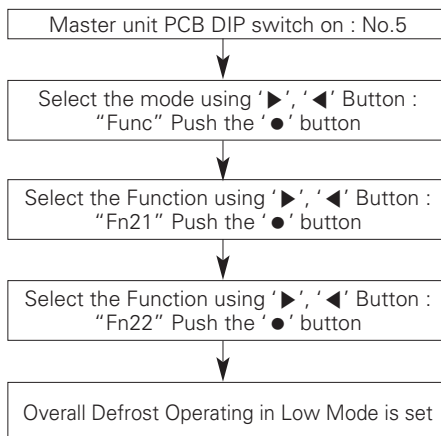 Master unit PCB DIP switch on : No.5
Select the mode using ‘▶’, ‘◀’ Button :
“Func” Push the ‘●’ button
Select the Function using ‘▶’, ‘◀’ Button :
“Fn21” Push the ‘●’ button
Select the Function using ‘▶’, ‘◀’ Button :
“Fn22” Push the ‘●’ button
Overall Defrost Operating in Low Mode is set